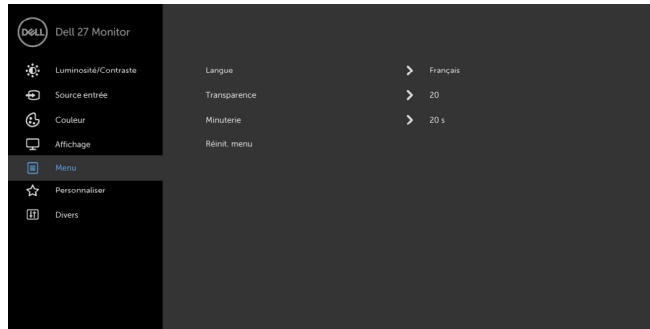 DELL Dell 27 Monitor
Luminosité/Contraste
Source entrée
Couleur
Affichage
Menu
Personnaliser
Divers
Langue Français
Transparence 20
Minuterie 20 s
Réinit. menu